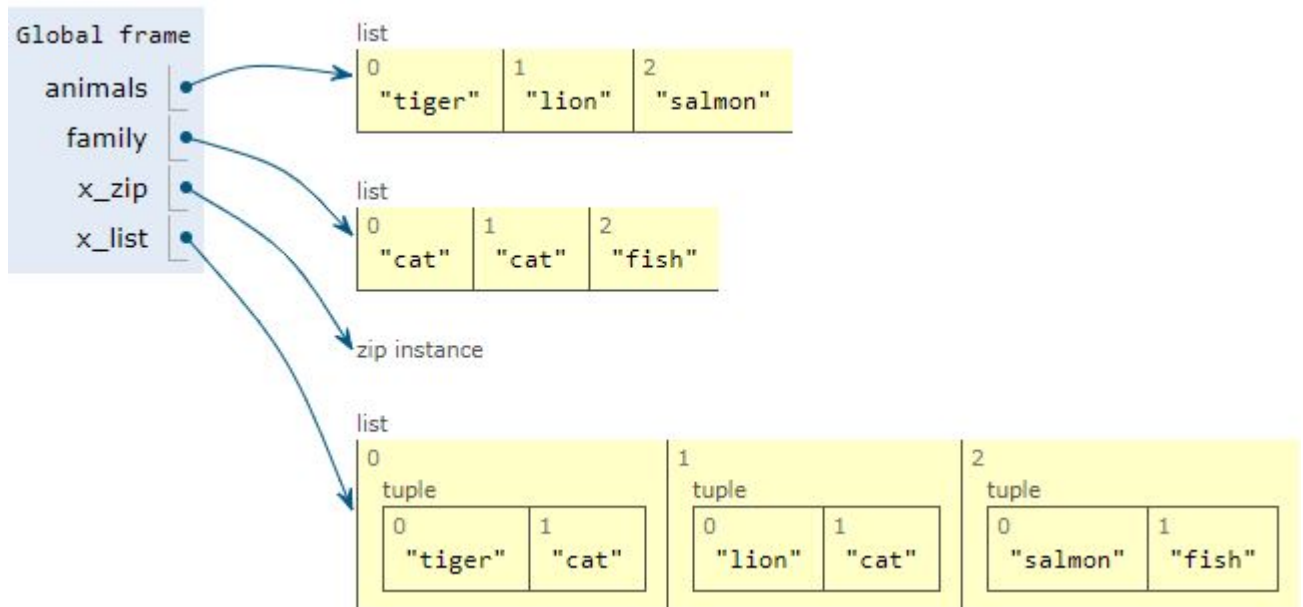 Global frame
animals
family
x_zip
x_list
list
0 1 2
"tiger" "lion" "salmon"
list
0 1 2
"cat" "cat" "fish"
zip instance
list
0 1 2
tuple tuple tuple
0 1 0 1 0 1
"tiger" "cat" "lion" "cat" "salmon" "fish"